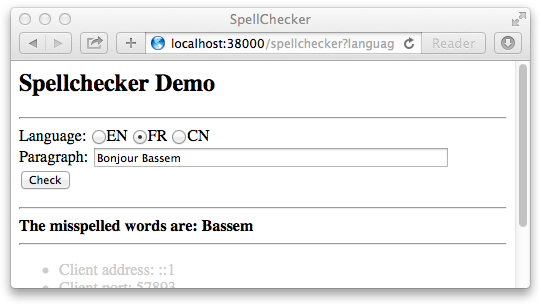 SpellChecker
localhost:38000/spellchecker?languag
Reader
Spellchecker Demo
Language: EN FR CN
Paragraph: Bonjour Bassem
Check
The misspelled words are: Bassem
Client address: ::1
Client port: 57893